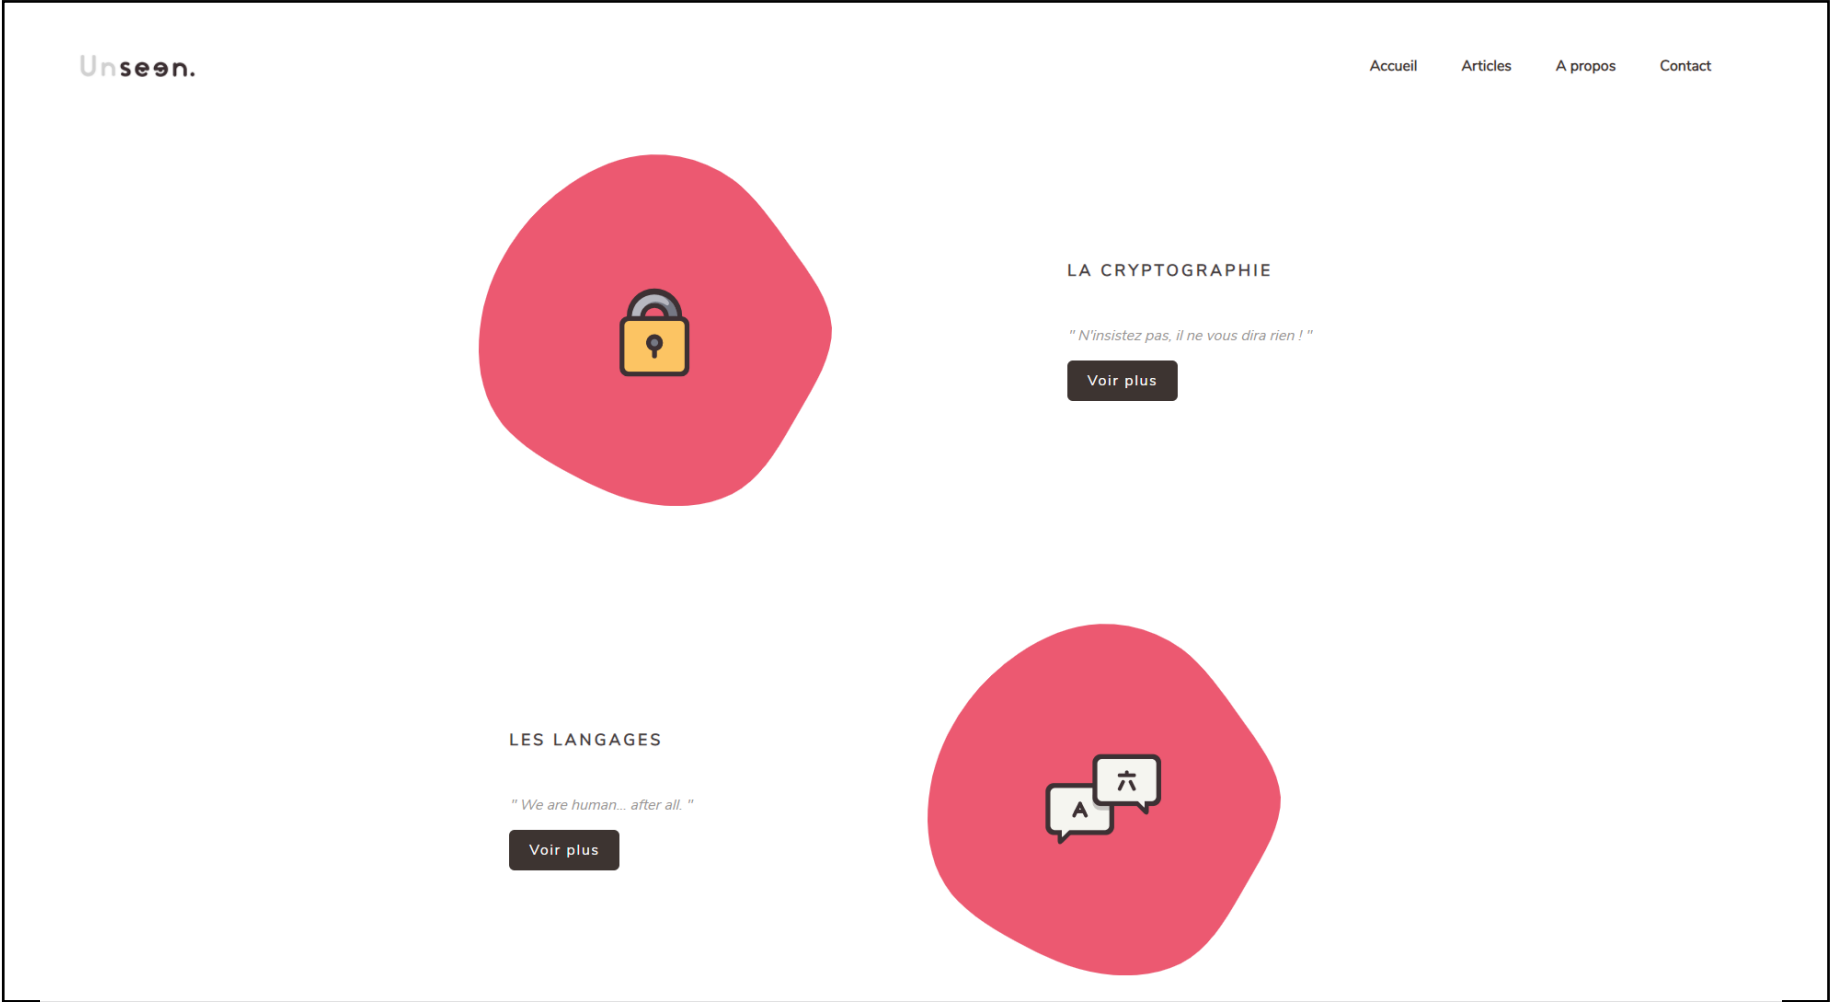 Unseen.
Accueil Articles A propos Contact
LA CRYPTOGRAPHIE
" N'insistez pas, il ne vous dira rien ! "
Voir plus
LES LANGAGES
" We are human... after all. "
Voir plus
A
六